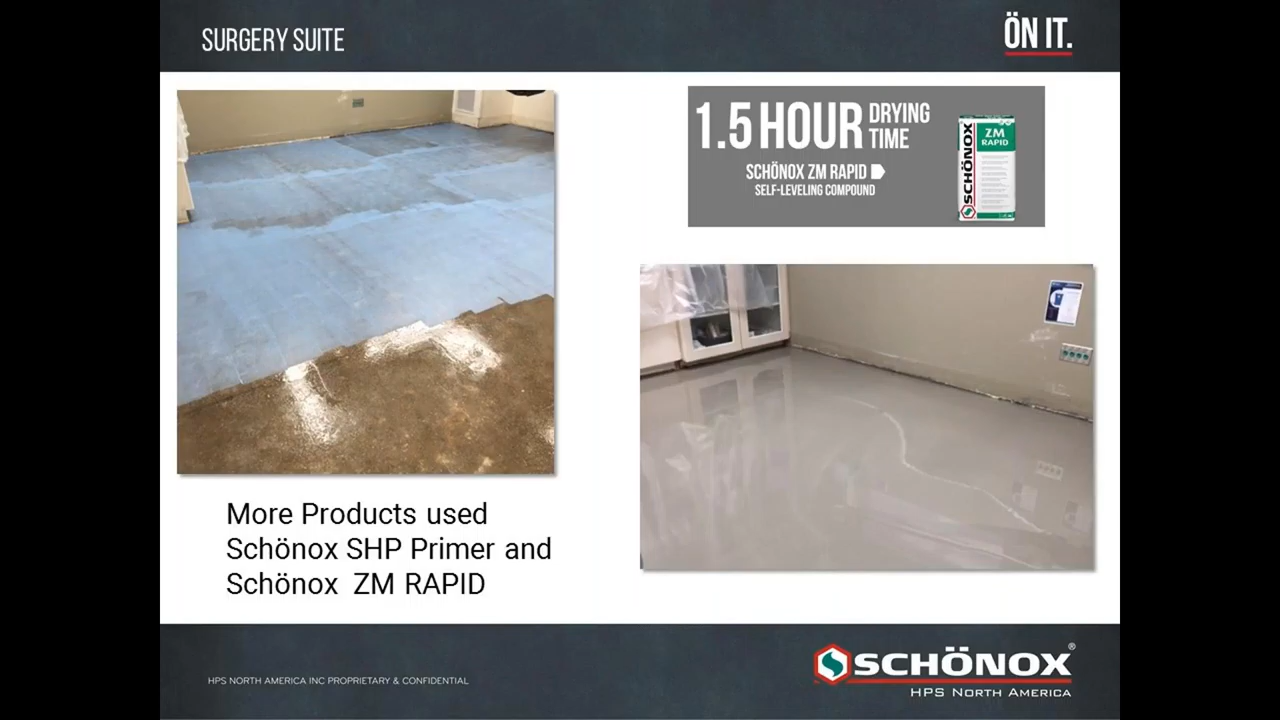 SURGERY SUITE
ÖN IT.
1.5 HOUR DRYING TIME
SCHÖNOX ZM RAPID
SELF-LEVELING COMPOUND
SCHÖNOX
ZM
RAPID
More Products used
Schönox SHP Primer and
Schönox ZM RAPID
HPS NORTH AMERICA INC PROPRIETARY & CONFIDENTIAL
SCHÖNOX®
HPS NORTH AMERICA